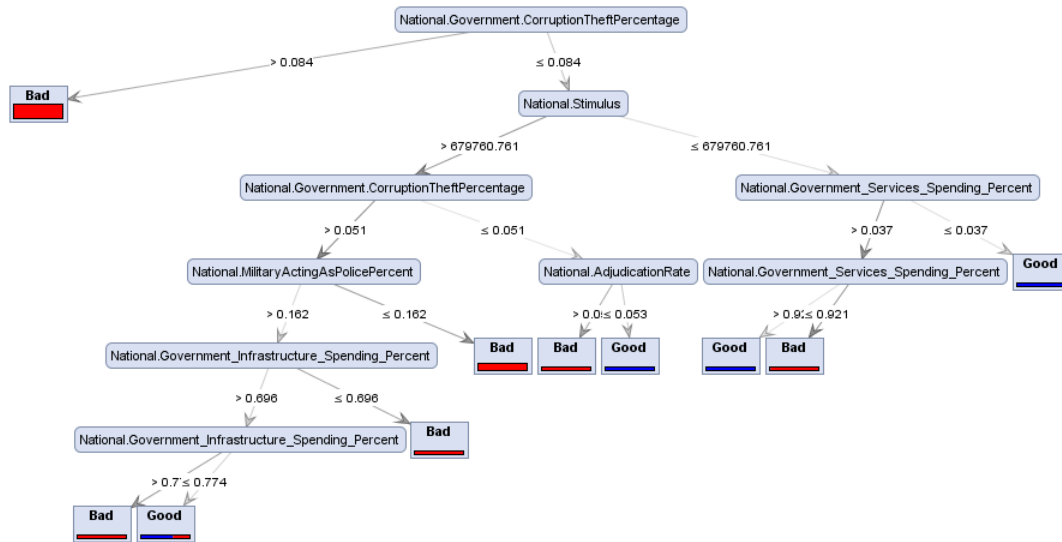 National.Government.CorruptionTheftPercentage
> 0.084
≤ 0.084
Bad
National.Stimulus
> 679760.761
≤ 679760.761
National.Government.CorruptionTheftPercentage
National.Government_Services_Spending_Percent
> 0.051
≤ 0.051
> 0.037
≤ 0.037
National.MilitaryActingAsPolicePercent
National.AdjudicationRate
National.Government_Services_Spending_Percent
Good
> 0.162
≤ 0.162
≤ 0.053
≤ 0.921
National.Government_Infrastructure_Spending_Percent
Bad
Bad
Good
Good
Bad
> 0.696
≤ 0.696
National.Government_Infrastructure_Spending_Percent
Bad
≤ 0.774
Bad
Good